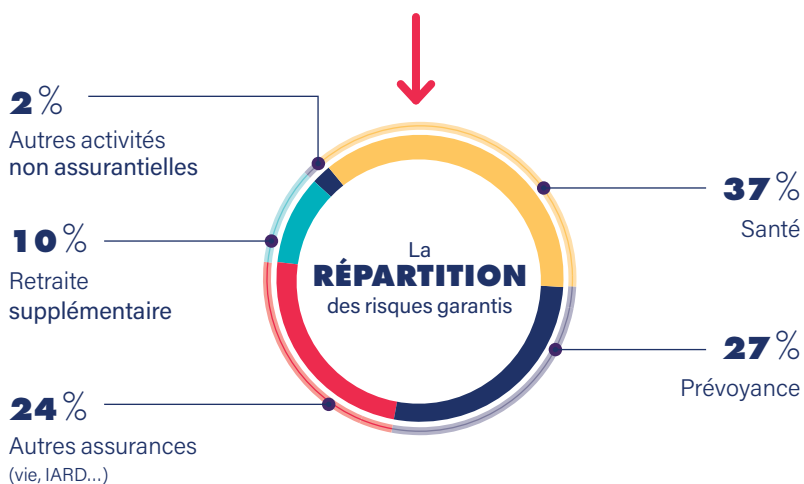 2 %
Autres activités
non assurantielles
10 %
Retraite
supplémentaire
24 %
Autres assurances
(vie, IARD...)
La
RÉPARTITION
des risques garantis
37 %
Santé
27 %
Prévoyance